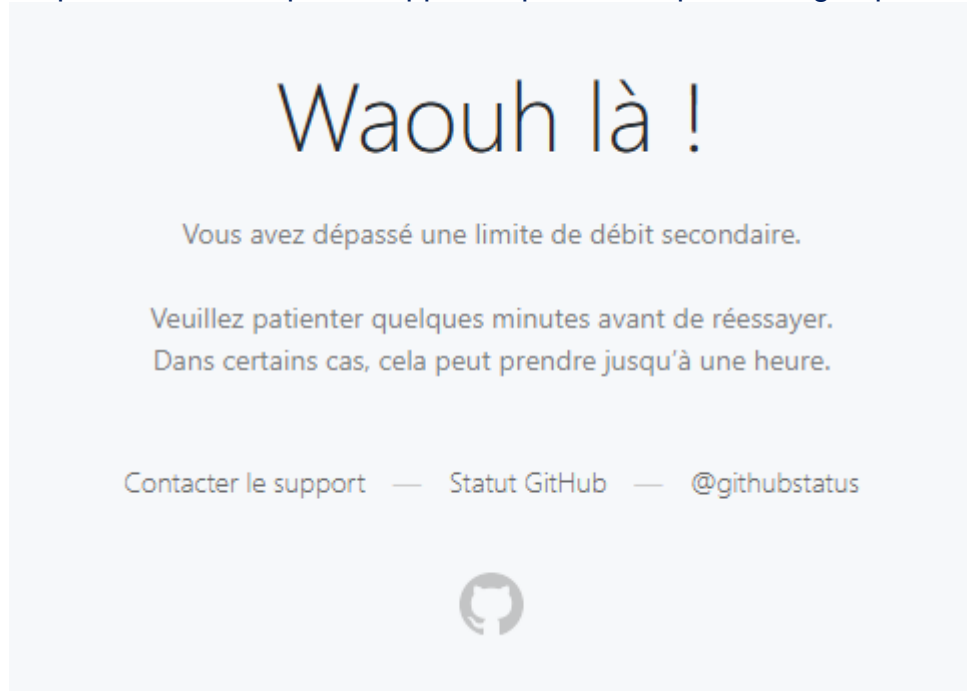 Waouh là !
Vous avez dépassé une limite de débit secondaire.
Veuillez patienter quelques minutes avant de réessayer.
Dans certains cas, cela peut prendre jusqu'à une heure.
Contacter le support — Statut GitHub — @githubstatus